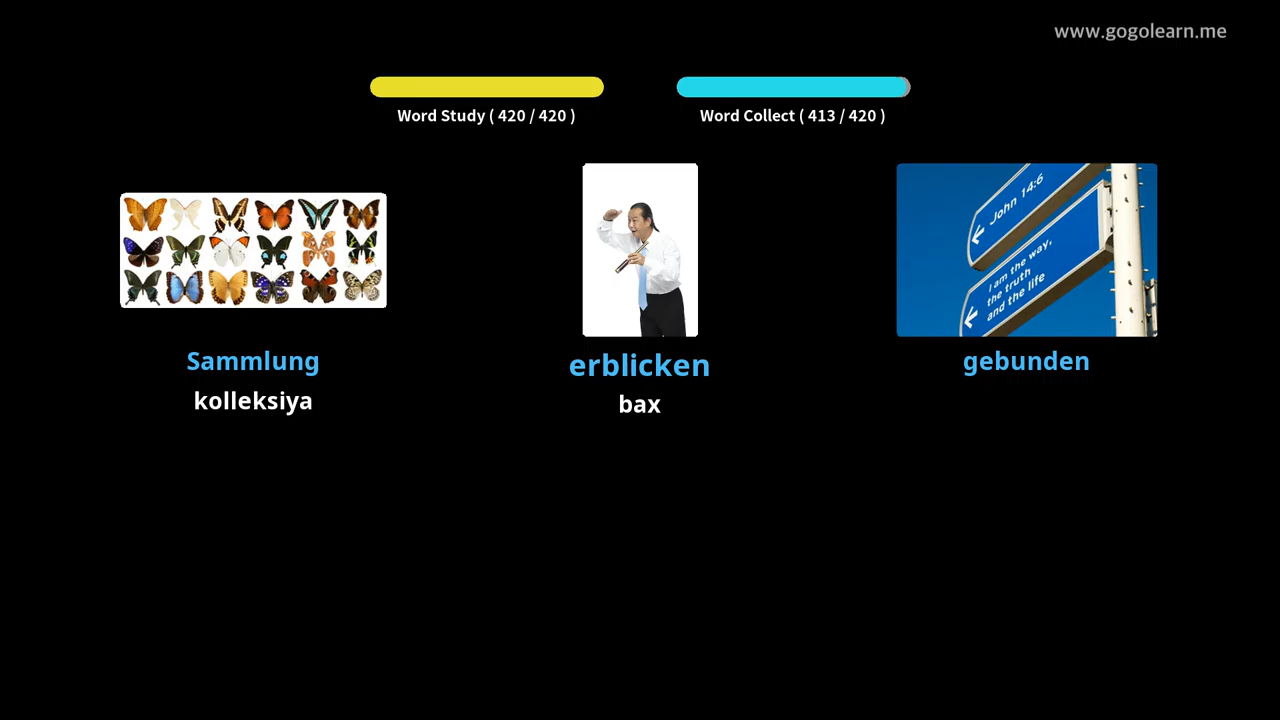 www.gogolearn.me
Word Study ( 420 / 420 )
Word Collect ( 413 / 420 )
John 14:6
I am the way,
the truth
and the life
Sammlung
kolleksiya
erblicken
bax
gebunden